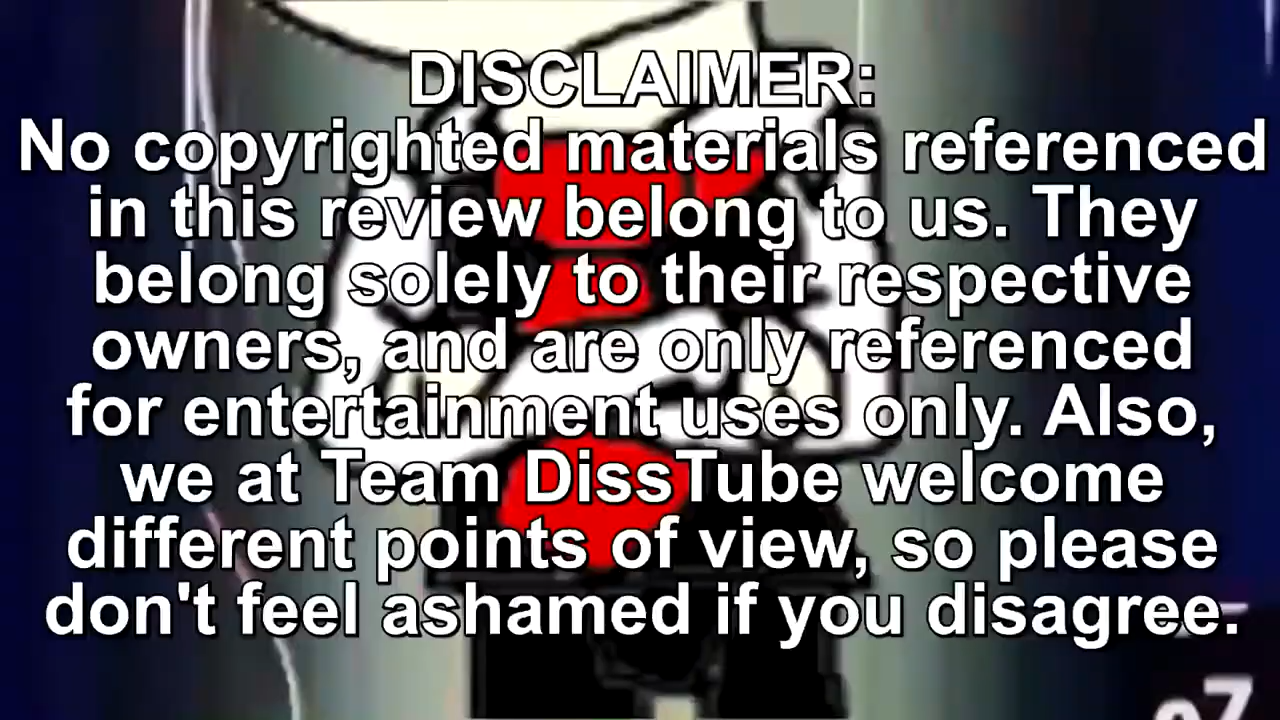 DISCLAIMER:
No copyrighted materials referenced
in this review belong to us. They
belong solely to their respective
owners, and are only referenced
for entertainment uses only. Also,
we at Team DissTube welcome
different points of view, so please
don't feel ashamed if you disagree.